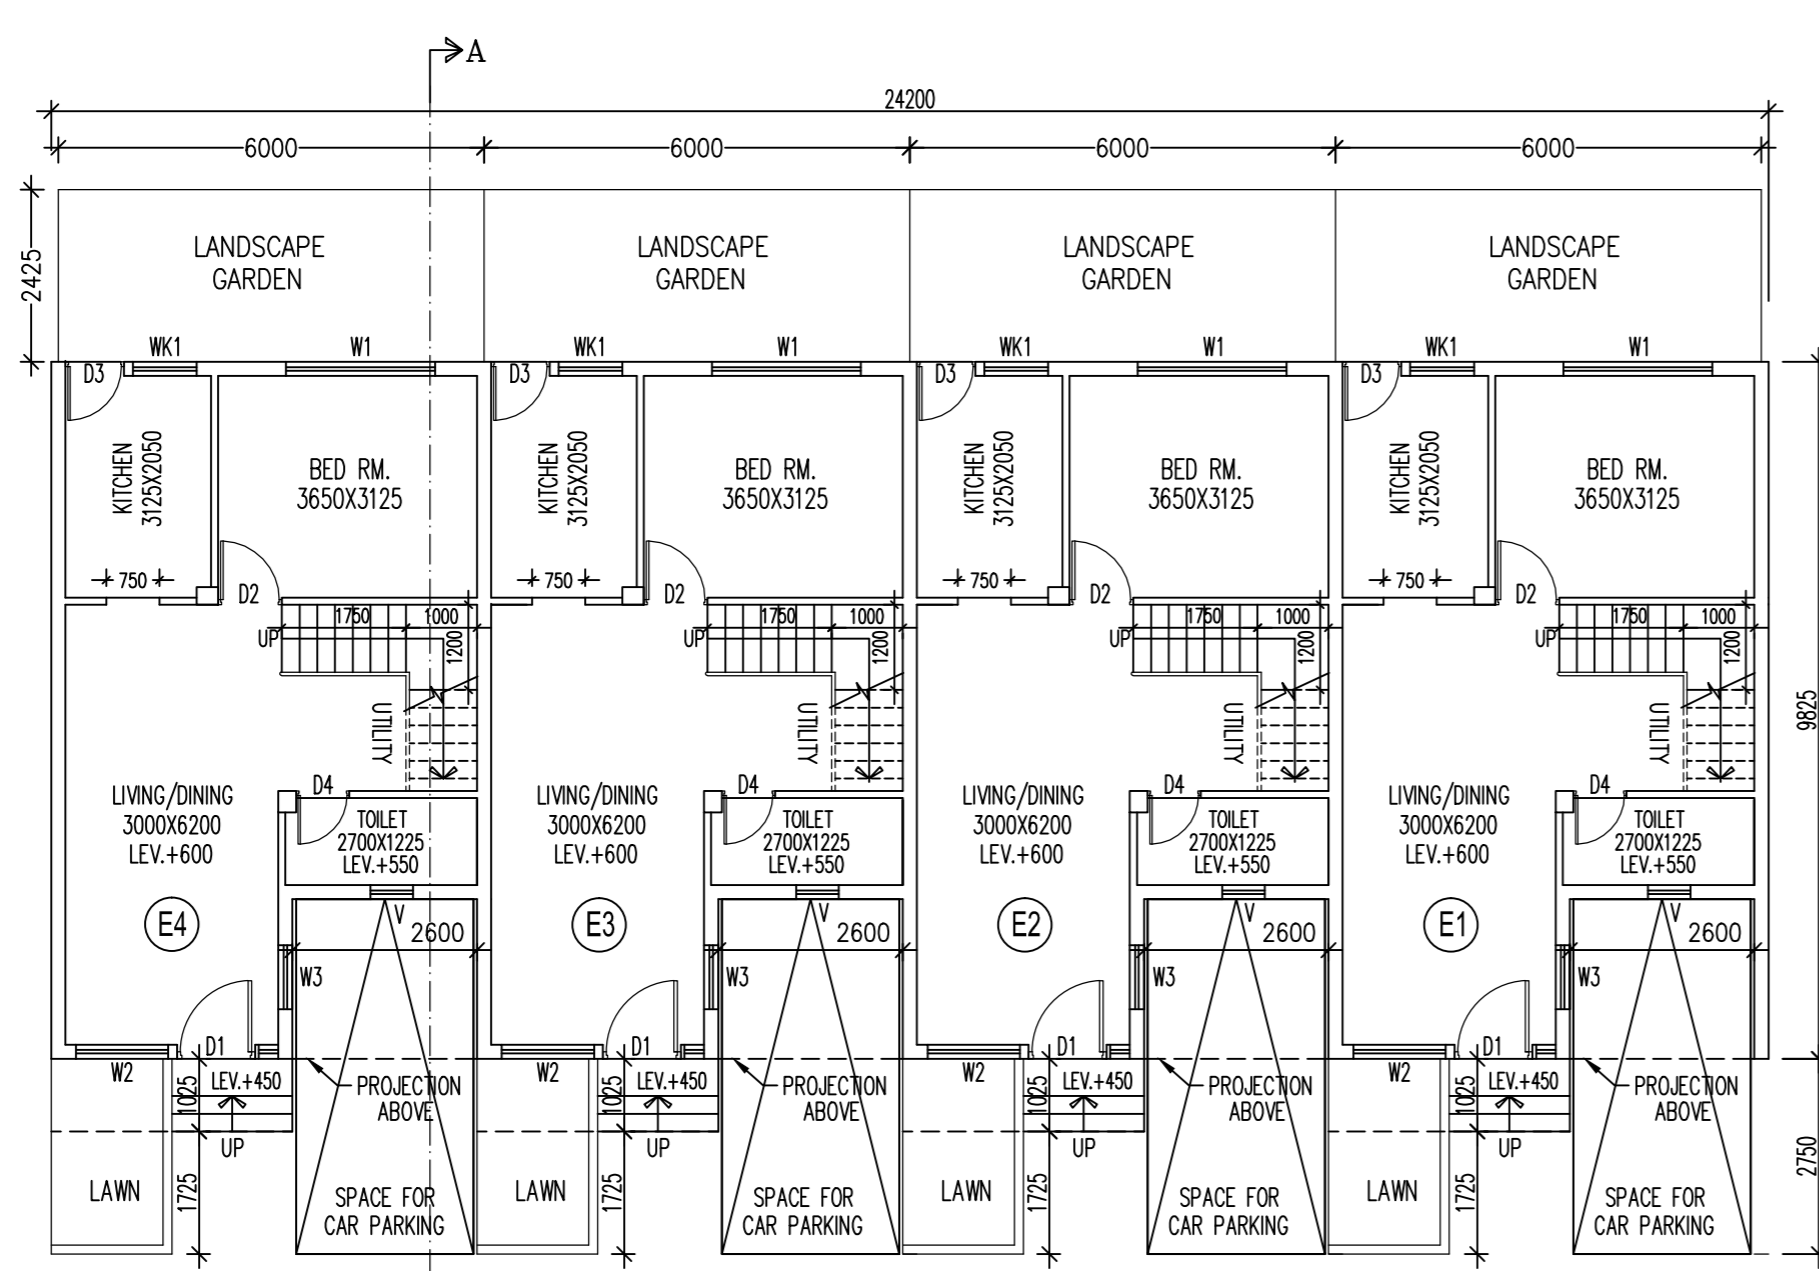 A
24200
6000 6000 6000 6000
2425
LANDSCAPE
GARDEN
LANDSCAPE
GARDEN
LANDSCAPE
GARDEN
LANDSCAPE
GARDEN
WK1 W1 WK1 W1 WK1 W1 WK1 W1
D3 D3 D3 D3
KITCHEN
3125X2050
BED RM.
3650X3125
KITCHEN
3125X2050
BED RM.
3650X3125
KITCHEN
3125X2050
BED RM.
3650X3125
KITCHEN
3125X2050
BED RM.
3650X3125
750 750 750 750
D2 D2 D2 D2
1750 1000 1750 1000 1750 1000 1750 1000
UP UP UP UP
1200 1200 1200 1200
UTILITY UTILITY UTILITY UTILITY
9825
D4 D4 D4 D4
LIVING/DINING
3000X6200
LEV.+600
TOILET
2700X1225
LEV.+550
LIVING/DINING
3000X6200
LEV.+600
TOILET
2700X1225
LEV.+550
LIVING/DINING
3000X6200
LEV.+600
TOILET
2700X1225
LEV.+550
LIVING/DINING
3000X6200
LEV.+600
TOILET
2700X1225
LEV.+550
E4 V E3 V E2 V E1 V
2600 2600 2600 2600
W3 W3 W3 W3
D1 D1 D1 D1
W2 W2 W2 W2
LEV.+450 LEV.+450 LEV.+450 LEV.+450
1025 1025 1025 1025
PROJECTION
ABOVE
PROJECTION
ABOVE
PROJECTION
ABOVE
PROJECTION
ABOVE
UP UP UP UP
2750
LAWN LAWN LAWN LAWN
1725 1725 1725 1725
SPACE FOR
CAR PARKING
SPACE FOR
CAR PARKING
SPACE FOR
CAR PARKING
SPACE FOR
CAR PARKING